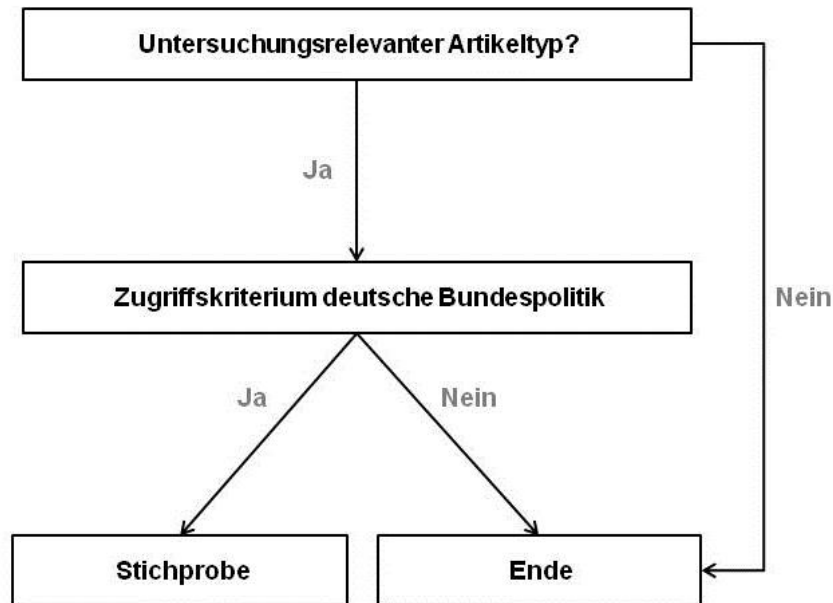 Untersuchungsrelevanter Artikeltyp?
Ja
Zugriffskriterium deutsche Bundespolitik
Nein
Ja
Nein
Stichprobe
Ende